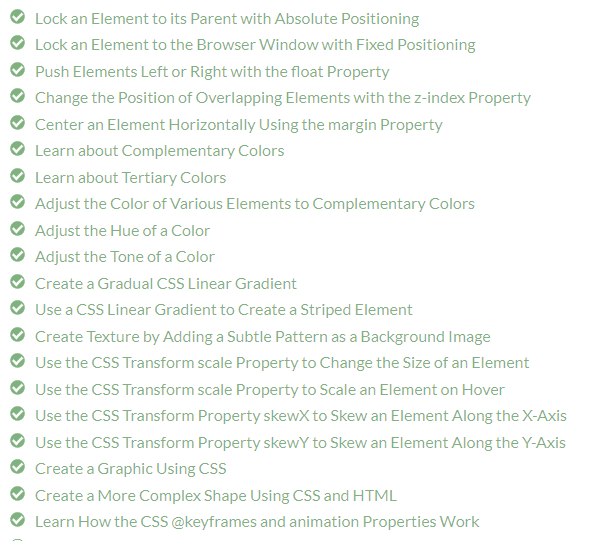 Lock an Element to its Parent with Absolute Positioning
Lock an Element to the Browser Window with Fixed Positioning
Push Elements Left or Right with the float Property
Change the Position of Overlapping Elements with the z-index Property
Center an Element Horizontally Using the margin Property
Learn about Complementary Colors
Learn about Tertiary Colors
Adjust the Color of Various Elements to Complementary Colors
Adjust the Hue of a Color
Adjust the Tone of a Color
Create a Gradual CSS Linear Gradient
Use a CSS Linear Gradient to Create a Striped Element
Create Texture by Adding a Subtle Pattern as a Background Image
Use the CSS Transform scale Property to Change the Size of an Element
Use the CSS Transform scale Property to Scale an Element on Hover
Use the CSS Transform Property skewX to Skew an Element Along the X-Axis
Use the CSS Transform Property skewY to Skew an Element Along the Y-Axis
Create a Graphic Using CSS
Create a More Complex Shape Using CSS and HTML
Learn How the CSS @keyframes and animation Properties Work